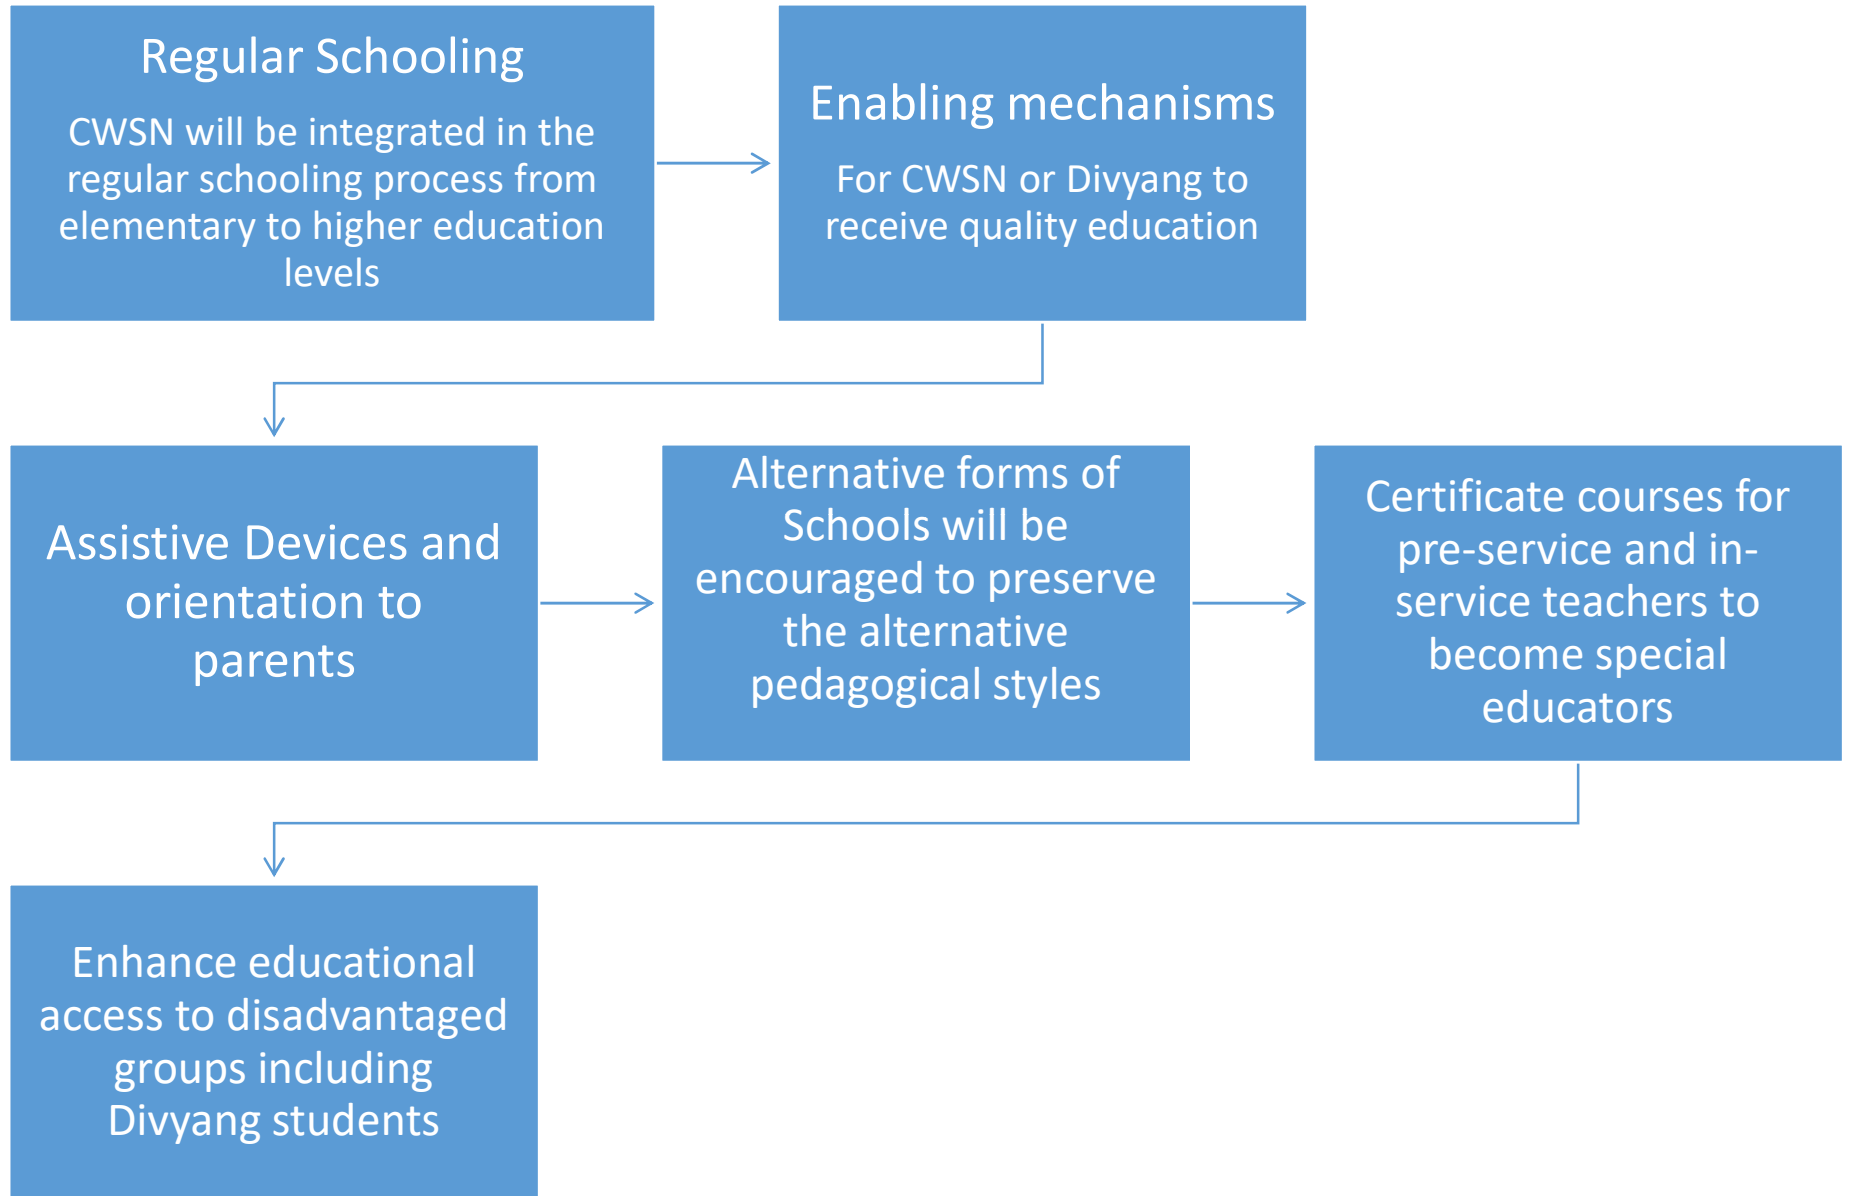 Regular Schooling
CWSN will be integrated in the
regular schooling process from
elementary to higher education
levels
Enabling mechanisms
For CWSN or Divyang to
receive quality education
Assistive Devices and
orientation to
parents
Alternative forms of
Schools will be
encouraged to preserve
the alternative
pedagogical styles
Certificate courses for
pre-service and in-
service teachers to
become special
educators
Enhance educational
access to disadvantaged
groups including
Divyang students